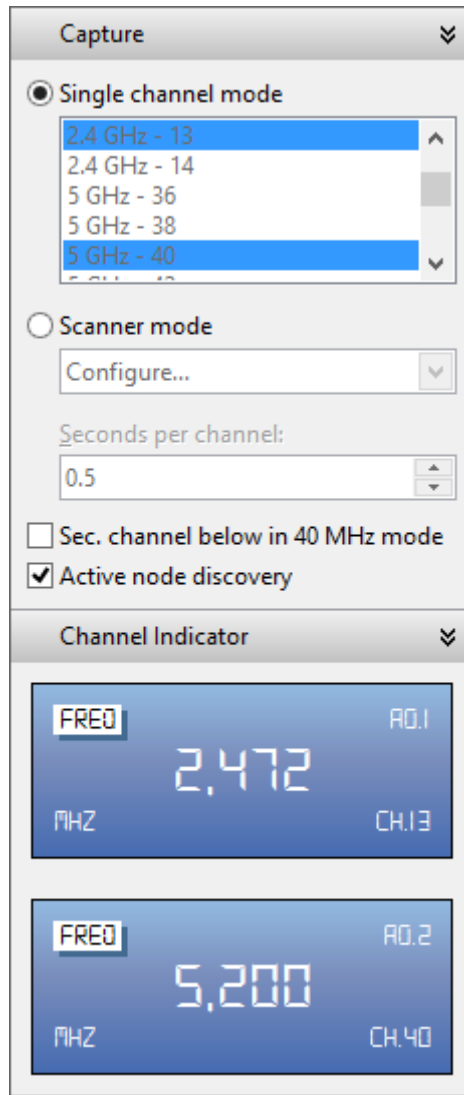 Capture
Single channel mode
2.4 GHz - 13
2.4 GHz - 14
5 GHz - 36
5 GHz - 38
5 GHz - 40
Scanner mode
Configure...
Seconds per channel:
0.5
Sec. channel below in 40 MHz mode
Active node discovery
Channel Indicator
FREQ AD.1
2,472
MHZ CH.13
FREQ AD.2
5,200
MHZ CH.40